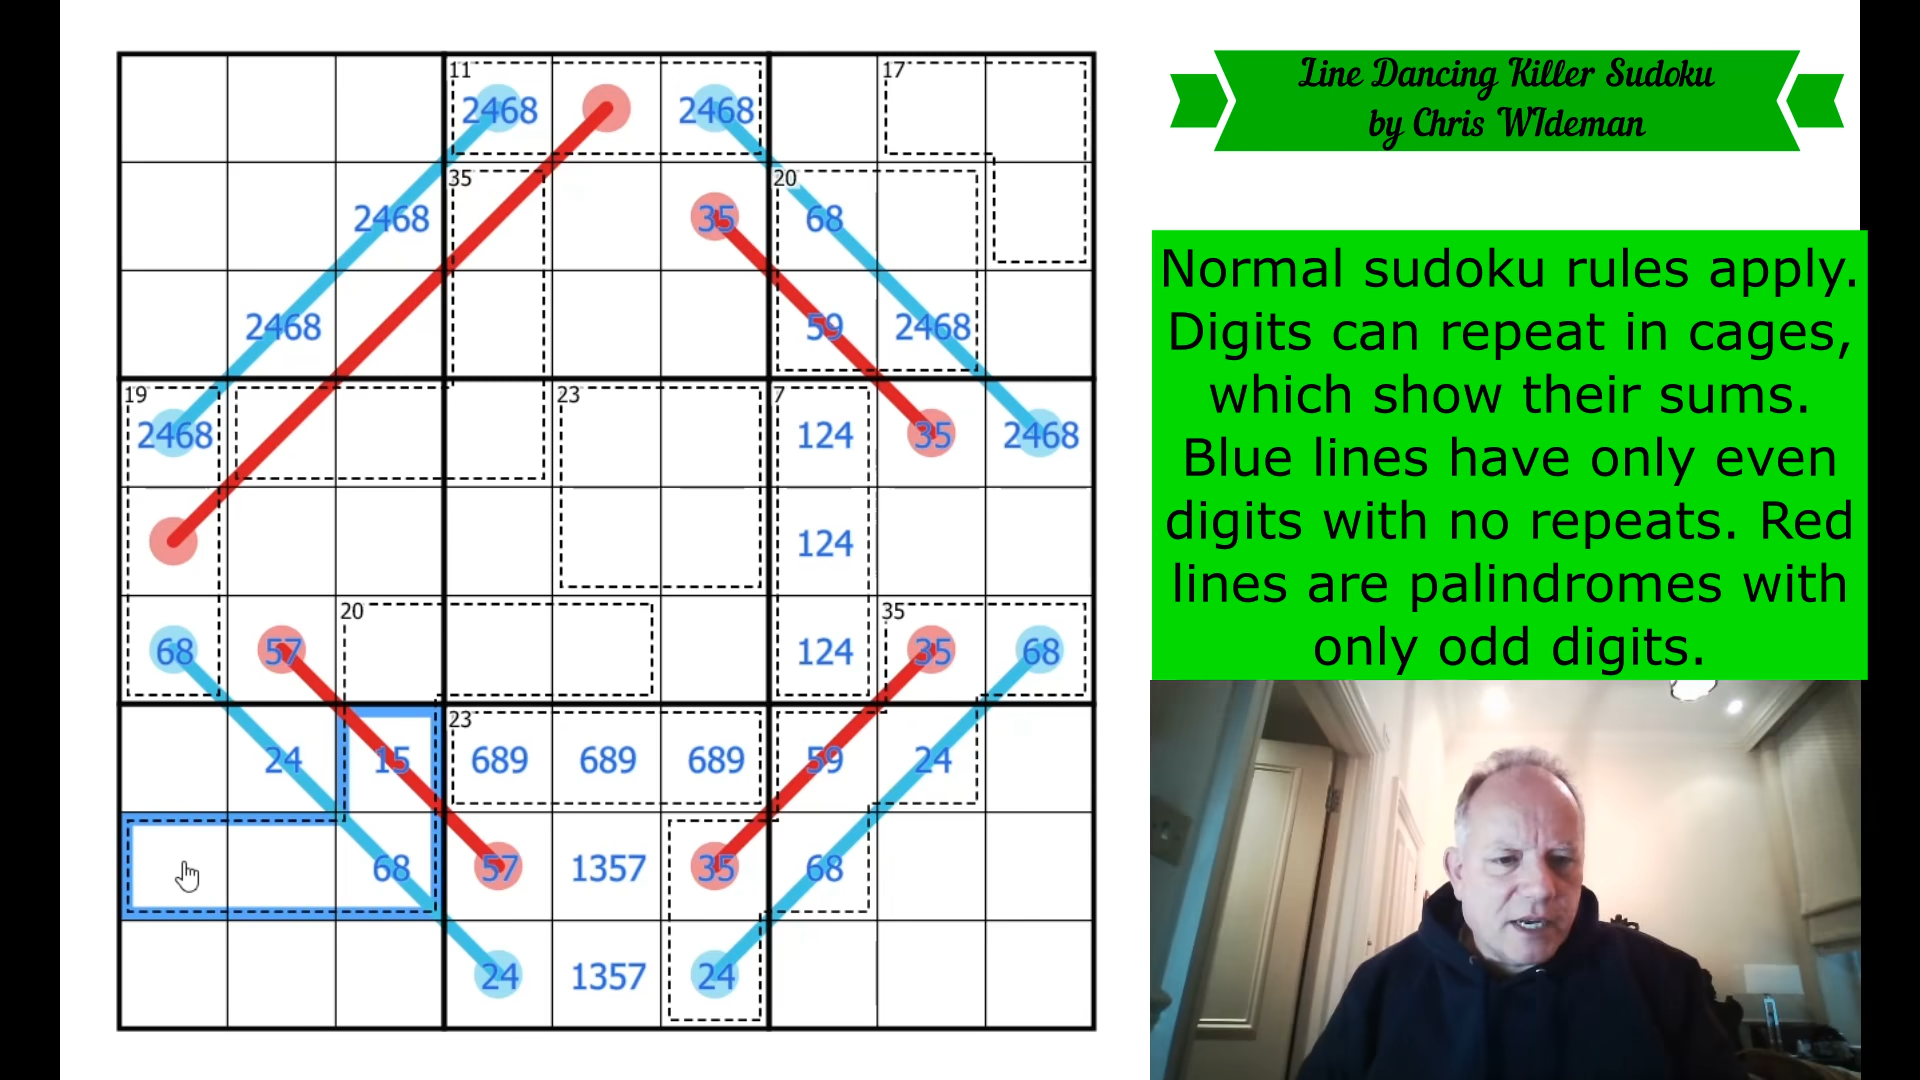 Line Dancing Killer Sudoku
by Chris WIdeman
Normal sudoku rules apply.
Digits can repeat in cages,
which show their sums.
Blue lines have only even
digits with no repeats. Red
lines are palindromes with
only odd digits.
11 17
2468 2468
35 20
2468 35 68
2468 59 2468
19 23 7
2468 124 35 2468
124
20 35
68 57 124 35 68
23
24 15 689 689 689 59 24
68 57 1357 35 68
24 1357 24